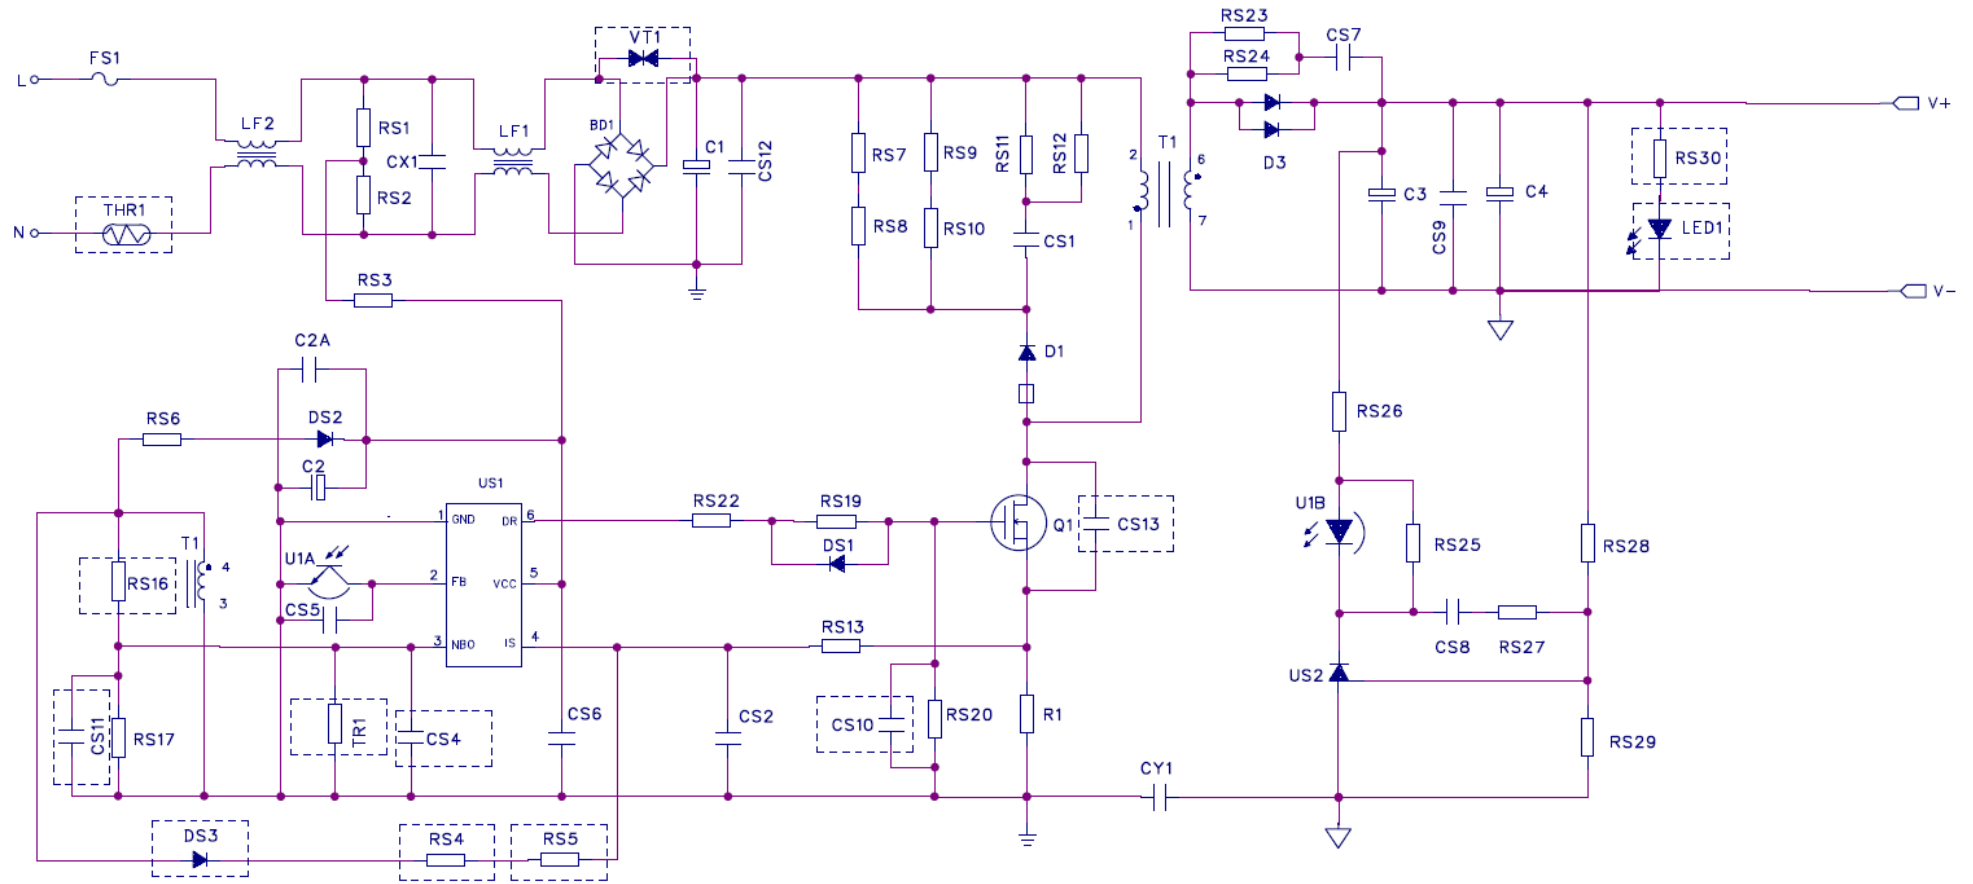 RS23
CS7
VT1
FS1
RS24
L
V+
LF2
BD1
RS1
LF1
C1
T1
CX1
CS12
RS7
RS9
RS11
RS12
2
6
D3
RS30
RS2
C3
C4
THR1
RS8
RS10
1
7
CS9
LED1
N
CS1
RS3
V-
C2A
D1
RS6
DS2
RS26
C2
US1
RS22
RS19
U1B
1
GND
DR
6
Q1
CS13
T1
U1A
DS1
RS25
RS28
4
RS16
2
FB
VCC
5
3
CS5
RS13
3
NBO
IS
4
CS8
RS27
US2
CS11
RS17
TR1
CS4
CS6
CS2
CS10
RS20
R1
RS29
CY1
DS3
RS4
RS5